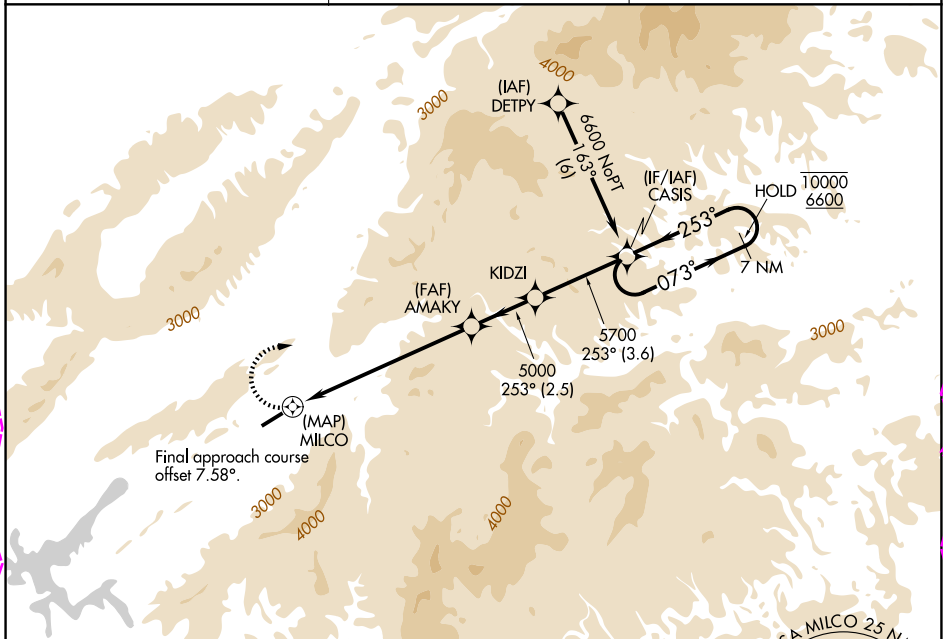 4000
(IAF)
DETPY
3000
6600 NoPT
163°
(6)
(IF/IAF)
CASIS
HOLD
10000
6600
253°
073°
7 NM
KIDZI
(FAF)
AMAKY
3000
5700
253° (3.6)
3000
5000
253° (2.5)
(MAP)
MILCO
Final approach course
offset 7.58°.
3000
4000
4000
MILCO 25